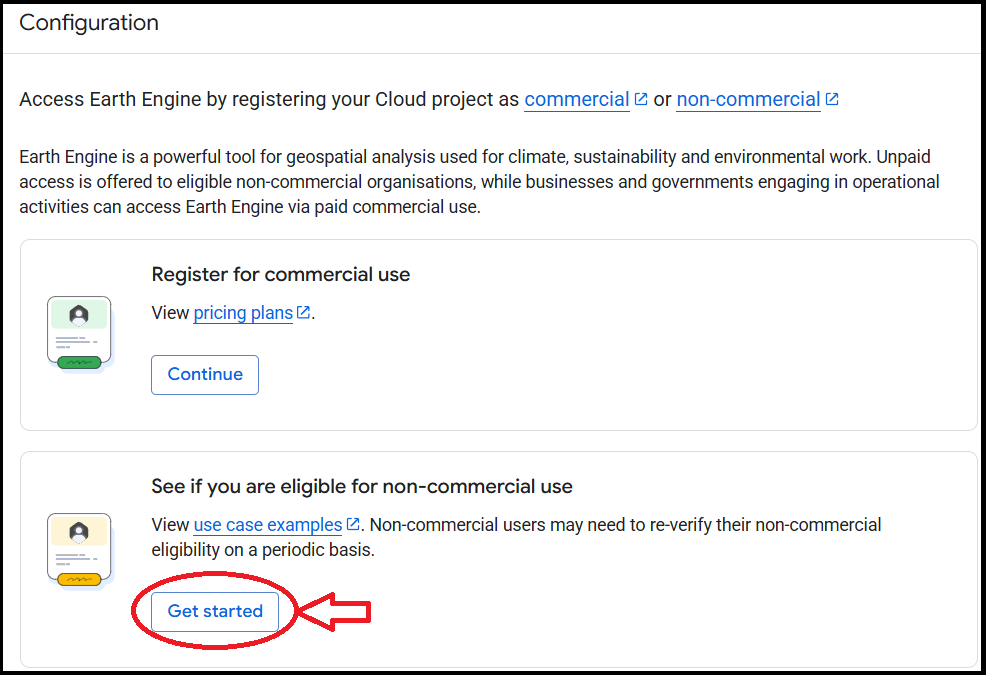 Configuration
Access Earth Engine by registering your Cloud project as commercial or non-commercial
Earth Engine is a powerful tool for geospatial analysis used for climate, sustainability and environmental work. Unpaid
access is offered to eligible non-commercial organisations, while businesses and governments engaging in operational
activities can access Earth Engine via paid commercial use.
Register for commercial use
View pricing plans.
Continue
See if you are eligible for non-commercial use
View use case examples. Non-commercial users may need to re-verify their non-commercial
eligibility on a periodic basis.
Get started